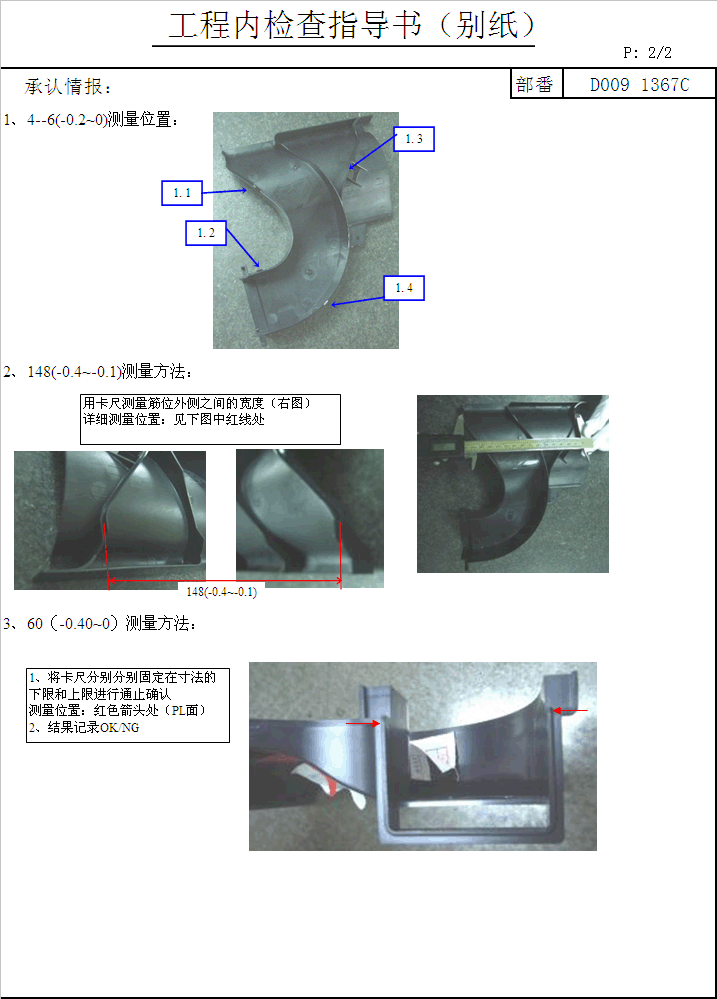 工程内检查指导书（别纸）
P: 2/2
承认情报：
部番
D009 1367C
1、4--6(-0.2~0)测量位置：
1.3
1.1
1.2
1.4
2、148(-0.4~-0.1)测量方法：
用卡尺测量筋位外侧之间的宽度（右图）
详细测量位置：见下图中红线处
148(-0.4~-0.1)
3、60（-0.40~0）测量方法：
1、将卡尺分别分别固定在寸法的
下限和上限进行通止确认
测量位置：红色箭头处（PL面）
2、结果记录OK/NG